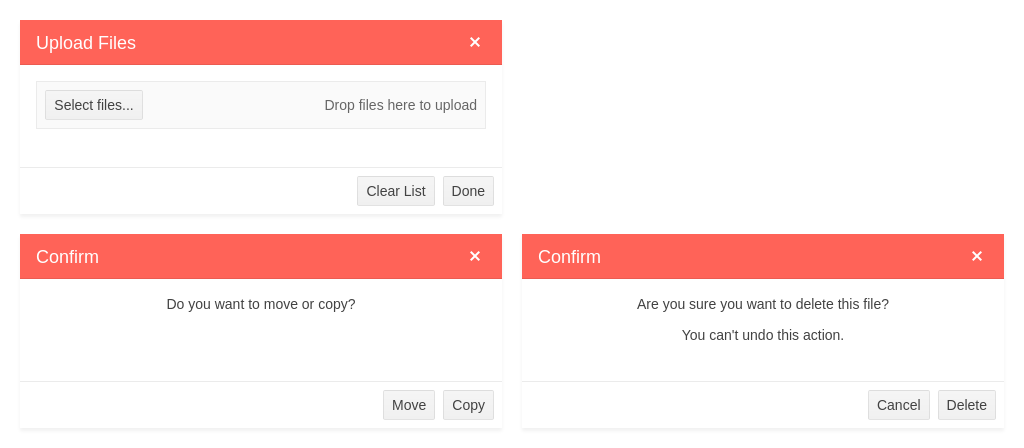 Upload Files
Select files...
Drop files here to upload
Clear List
Done
Confirm
Do you want to move or copy?
Move
Copy
Confirm
Are you sure you want to delete this file?
You can't undo this action.
Cancel
Delete